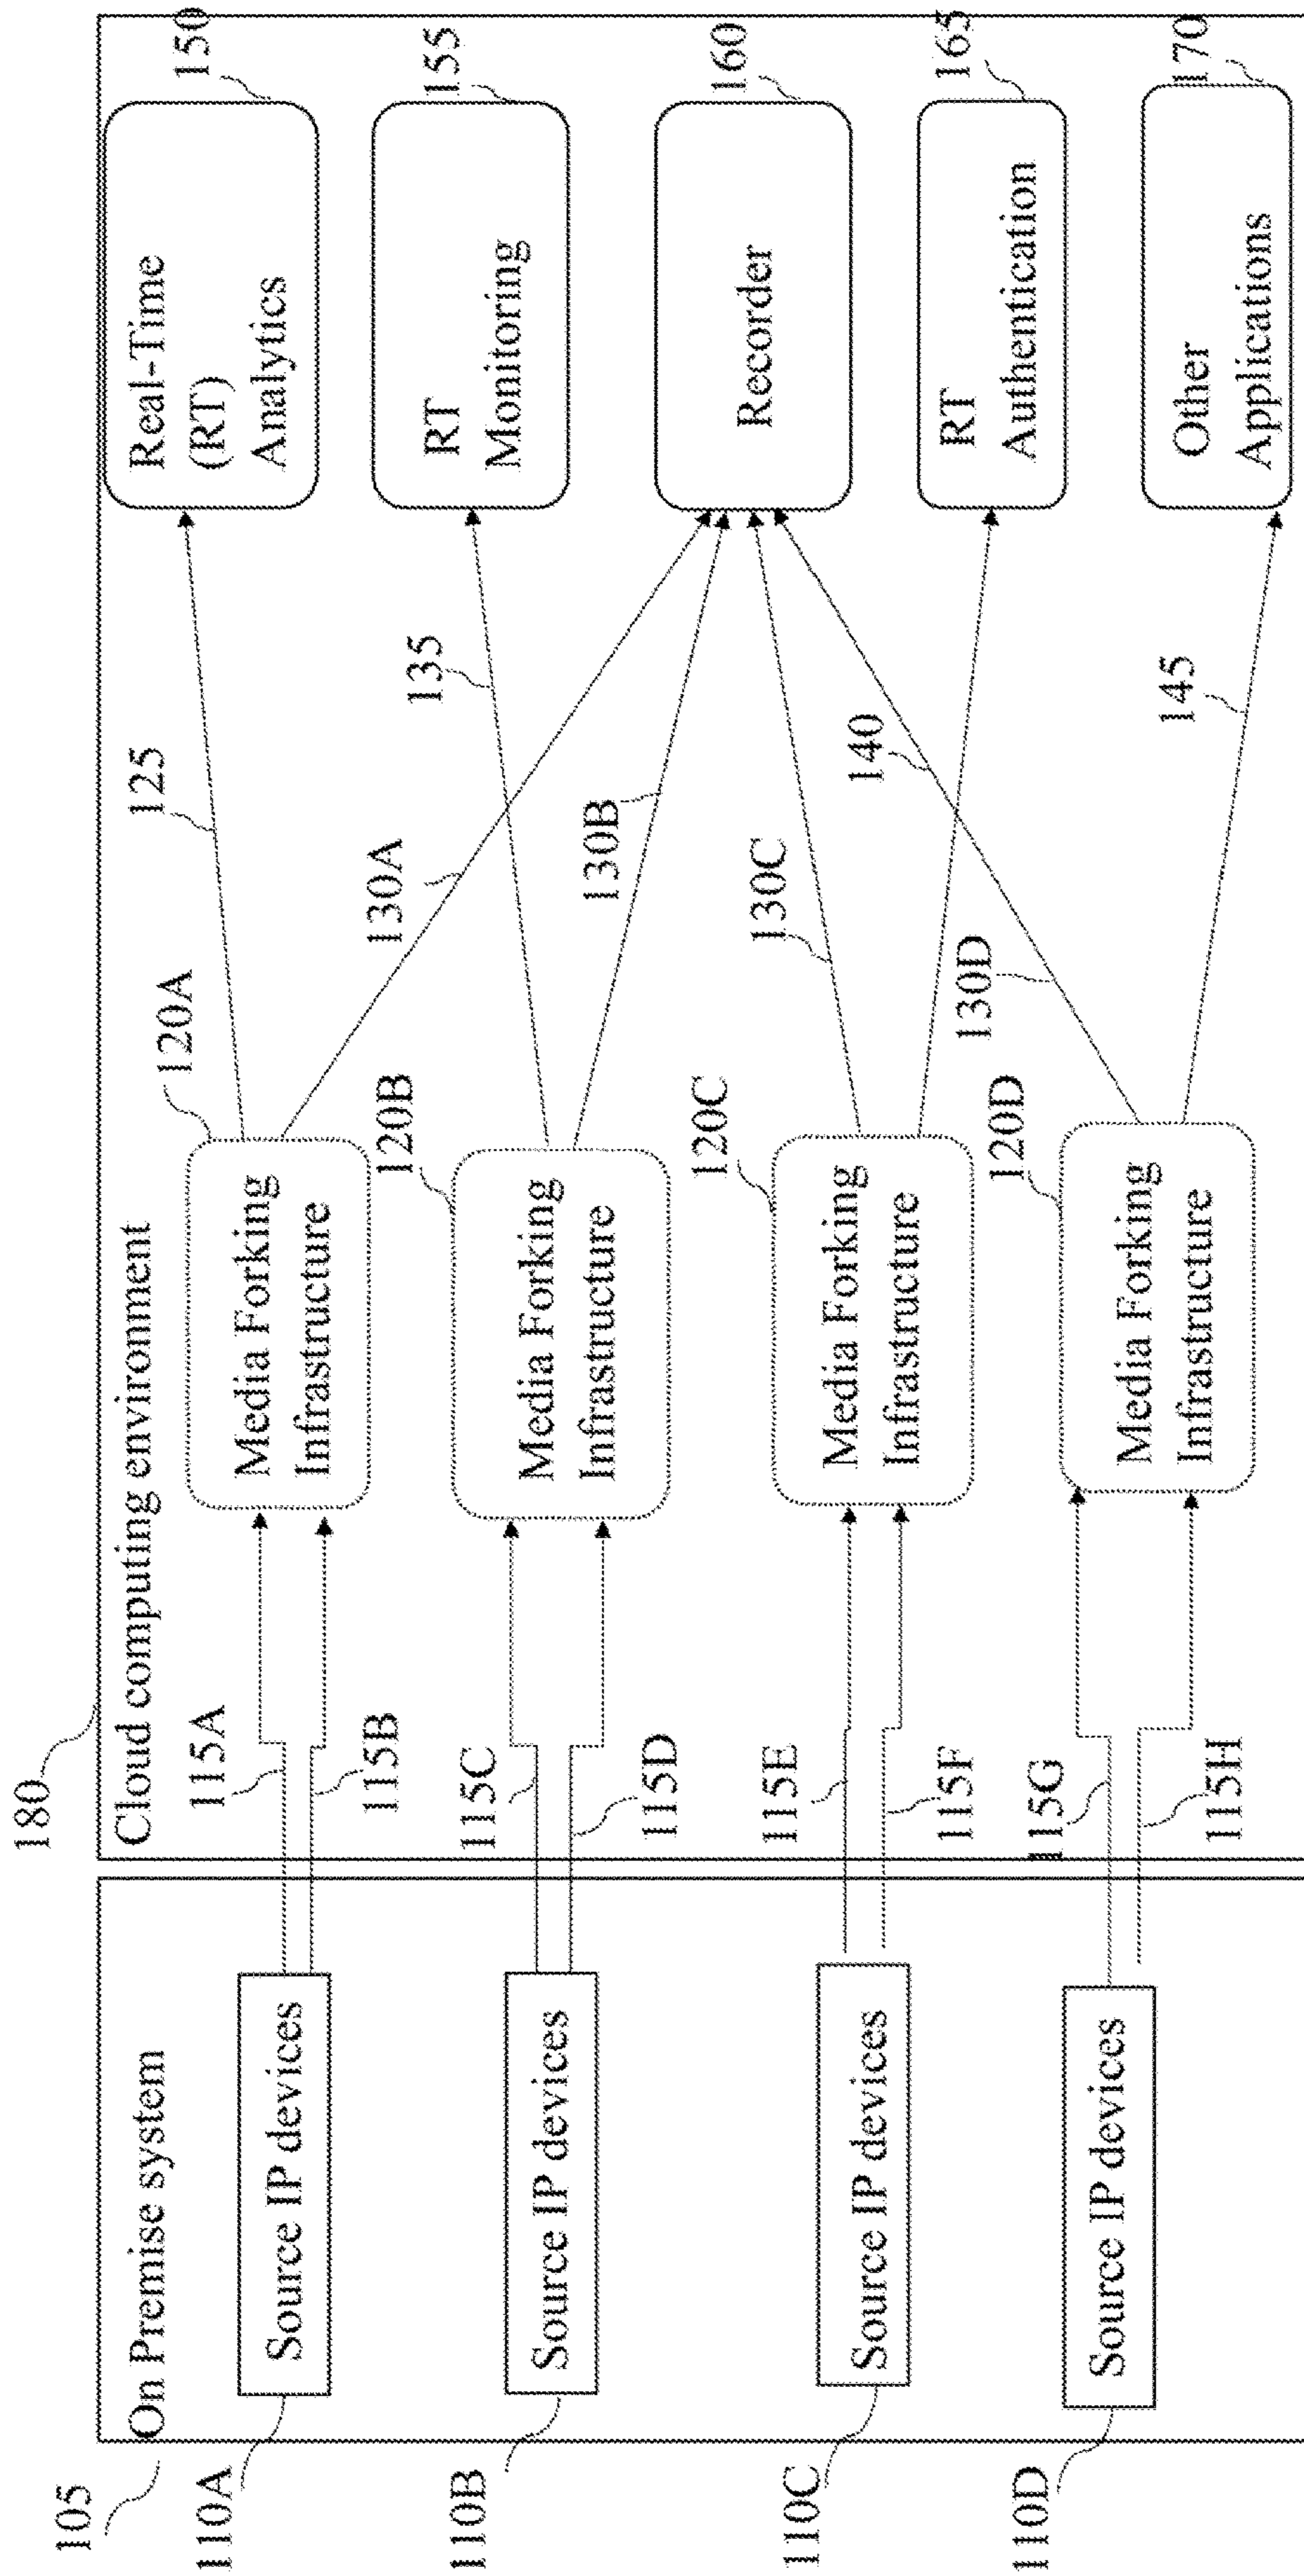 105
On Premise system
110A
Source IP devices
110B
Source IP devices
110C
Source IP devices
110D
Source IP devices
180
Cloud computing environment
115A
115B
115C
115D
115E
115F
115G
115H
120A
Media Forking
Infrastructure
120B
Media Forking
Infrastructure
120C
Media Forking
Infrastructure
120D
Media Forking
Infrastructure
125
130A
135
130B
130C
140
130D
145
150
Real-Time
(RT)
Analytics
155
RT
Monitoring
160
Recorder
165
RT
Authentication
170
Other
Applications